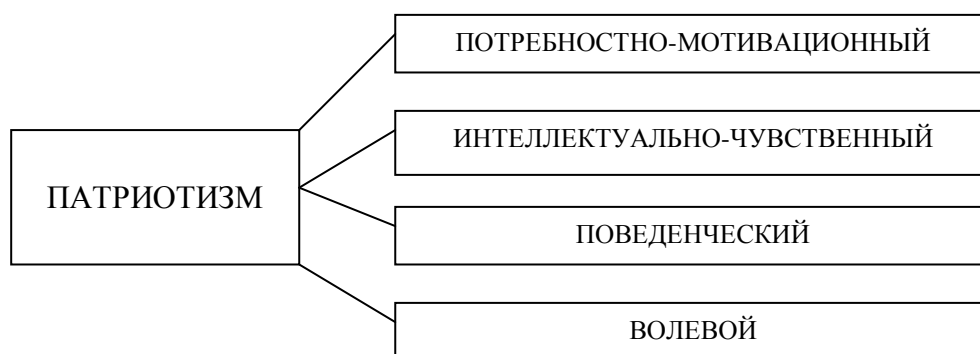 ПОТРЕБНОСТНО-МОТИВАЦИОННЫЙ
ИНТЕЛЛЕКТУАЛЬНО-ЧУВСТВЕННЫЙ
ПАТРИОТИЗМ
ПОВЕДЕНЧЕСКИЙ
ВОЛЕВОЙ